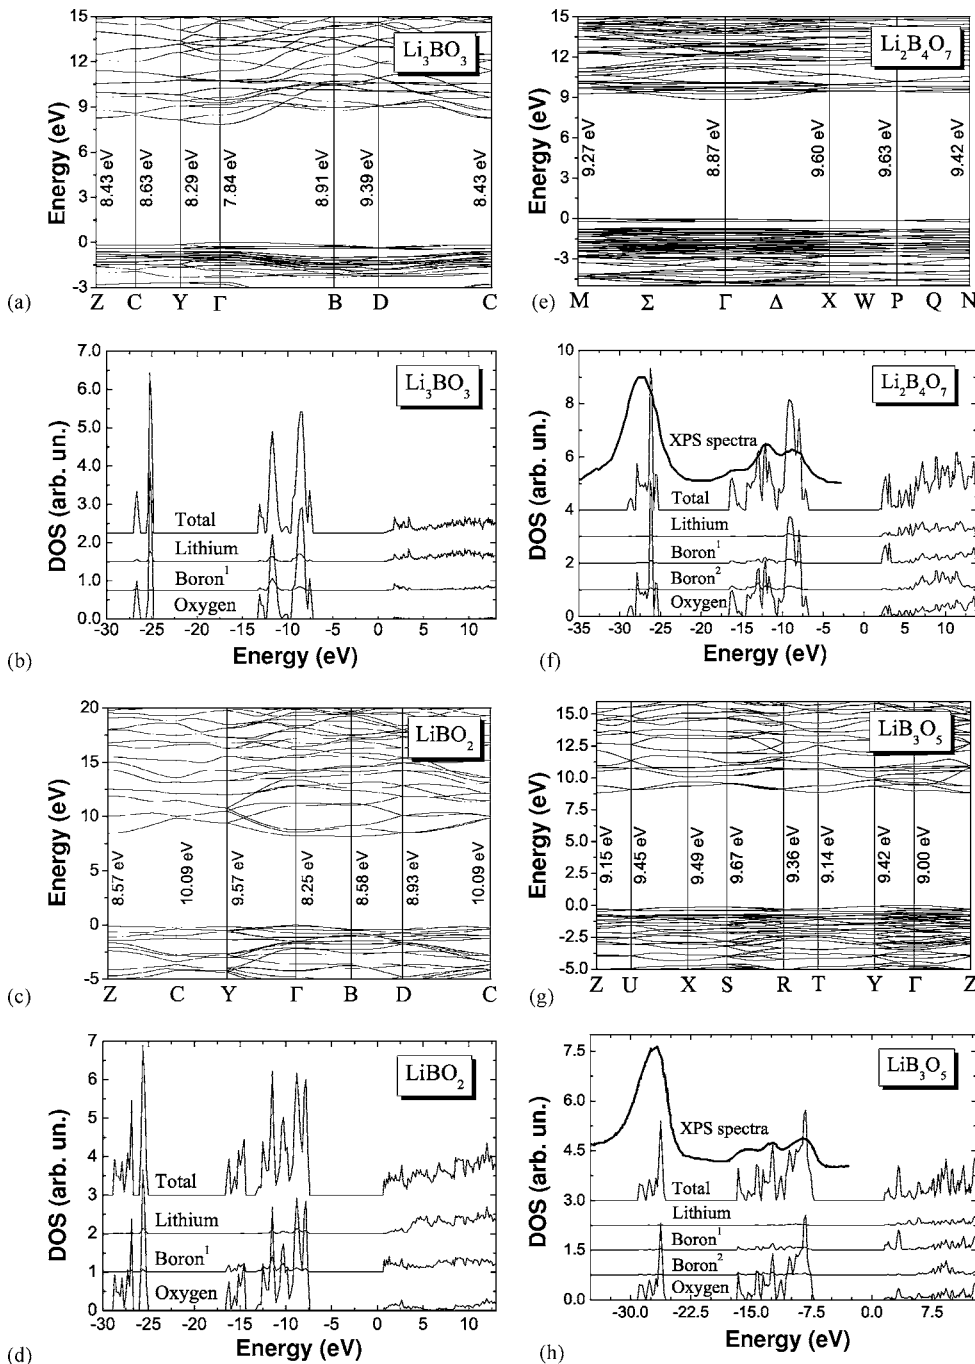 Li3BO3
Energy (eV)
15
12
9
6
3
0
-3
8.43 eV
8.63 eV
8.29 eV
7.84 eV
8.91 eV
9.39 eV
8.43 eV
Z C Y Γ B D C
(a)
Li2B4O7
Energy (eV)
15
12
9
6
3
0
-3
9.27 eV
8.87 eV
9.60 eV
9.63 eV
9.42 eV
M Σ Γ Δ X W P Q N
(e)
Li3BO3
DOS (arb. un.)
7.0
6.0
5.0
4.0
3.0
2.0
1.0
0.0
Total
Lithium
Boron1
Oxygen
-30 -25 -20 -15 -10 -5 0 5 10
Energy (eV)
(b)
Li2B4O7
DOS (arb. un.)
10
8
6
4
2
0
XPS spectra
Total
Lithium
Boron1
Boron2
Oxygen
-35 -30 -25 -20 -15 -10 -5 0 5 10
Energy (eV)
(f)
LiBO2
Energy (eV)
20
15
10
5
0
-5
8.57 eV
10.09 eV
9.57 eV
8.25 eV
8.58 eV
8.93 eV
10.09 eV
Z C Y Γ B D C
(c)
LiB3O5
Energy (eV)
15.0
12.5
10.0
7.5
5.0
2.5
0.0
-2.5
-5.0
9.15 eV
9.45 eV
9.49 eV
9.67 eV
9.36 eV
9.14 eV
9.42 eV
9.00 eV
Z U X S R T Y Γ Z
(g)
LiBO2
DOS (arb. un.)
7
6
5
4
3
2
1
0
Total
Lithium
Boron1
Oxygen
-30 -25 -20 -15 -10 -5 0 5 10
Energy (eV)
(d)
LiB3O5
DOS (arb. un.)
7.5
6.0
4.5
3.0
1.5
0.0
XPS spectra
Total
Lithium
Boron1
Boron2
Oxygen
-30.0 -22.5 -15.0 -7.5 0.0 7.5
Energy (eV)
(h)